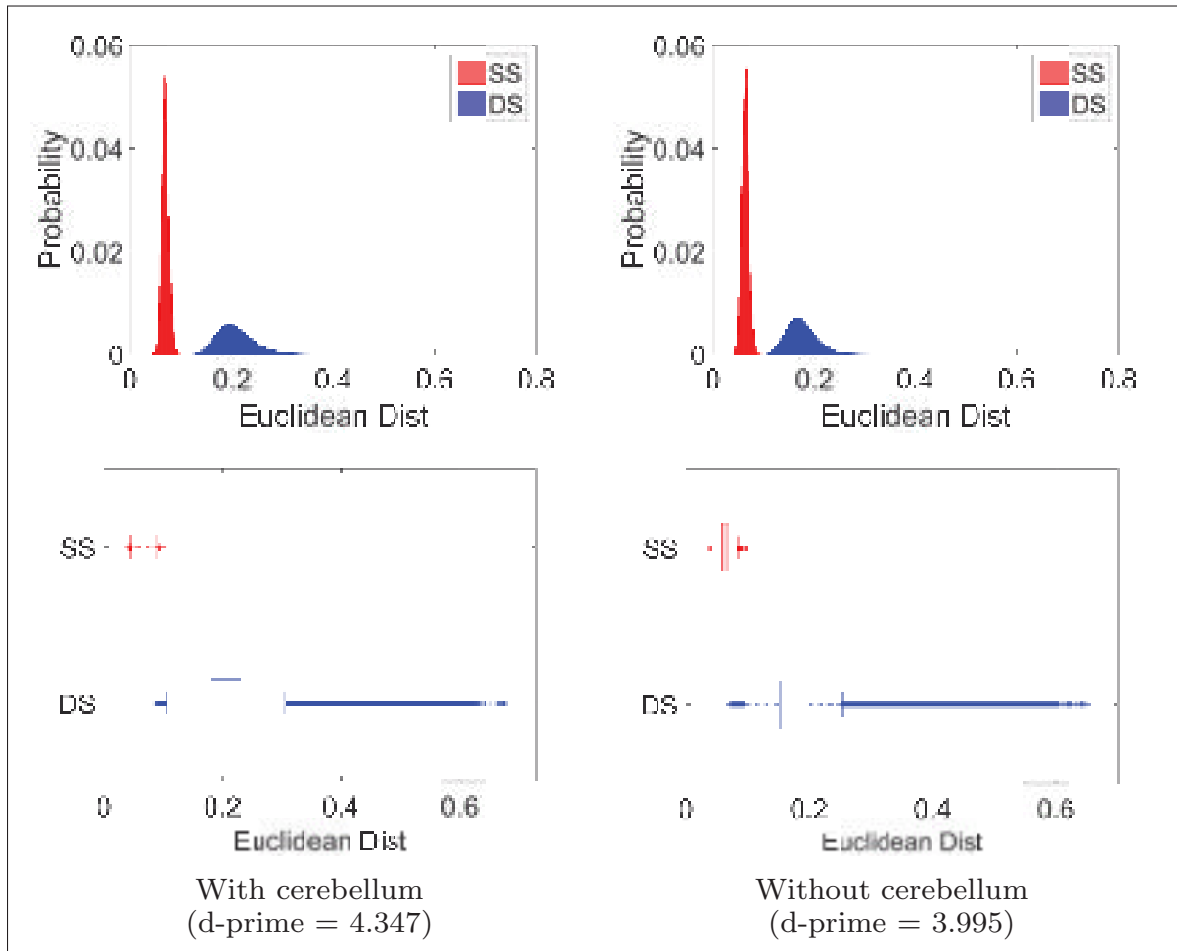 0.06
0.04
0.02
0
0 0.2 0.4 0.6 0.8
Probability
Euclidean Dist
SS
DS
0.06
0.04
0.02
0
0 0.2 0.4 0.6 0.8
Probability
Euclidean Dist
SS
DS
SS
DS
0 0.2 0.4 0.6
Euclidean Dist
SS
DS
0 0.2 0.4 0.6
Euclidean Dist
With cerebellum
(d-prime = 4.347)
Without cerebellum
(d-prime = 3.995)